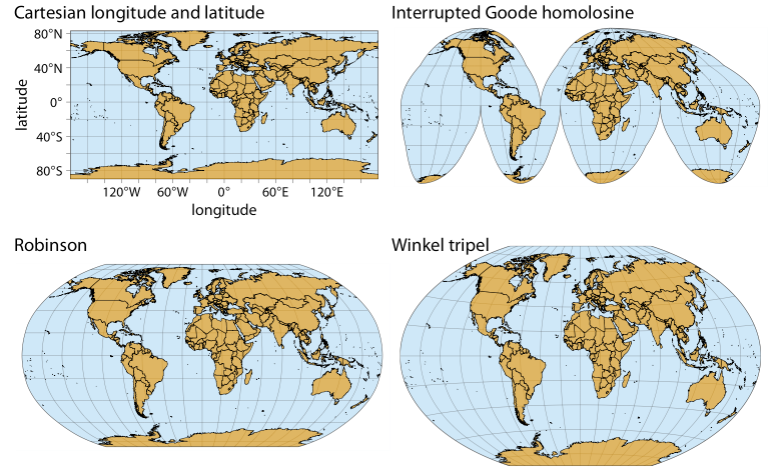 Cartesian longitude and latitude
80°N
40°N
0°
40°S
80°S
latitude
120°W 60°W 0° 60°E 120°E
longitude
Interrupted Goode homolosine
Robinson
Winkel tripel